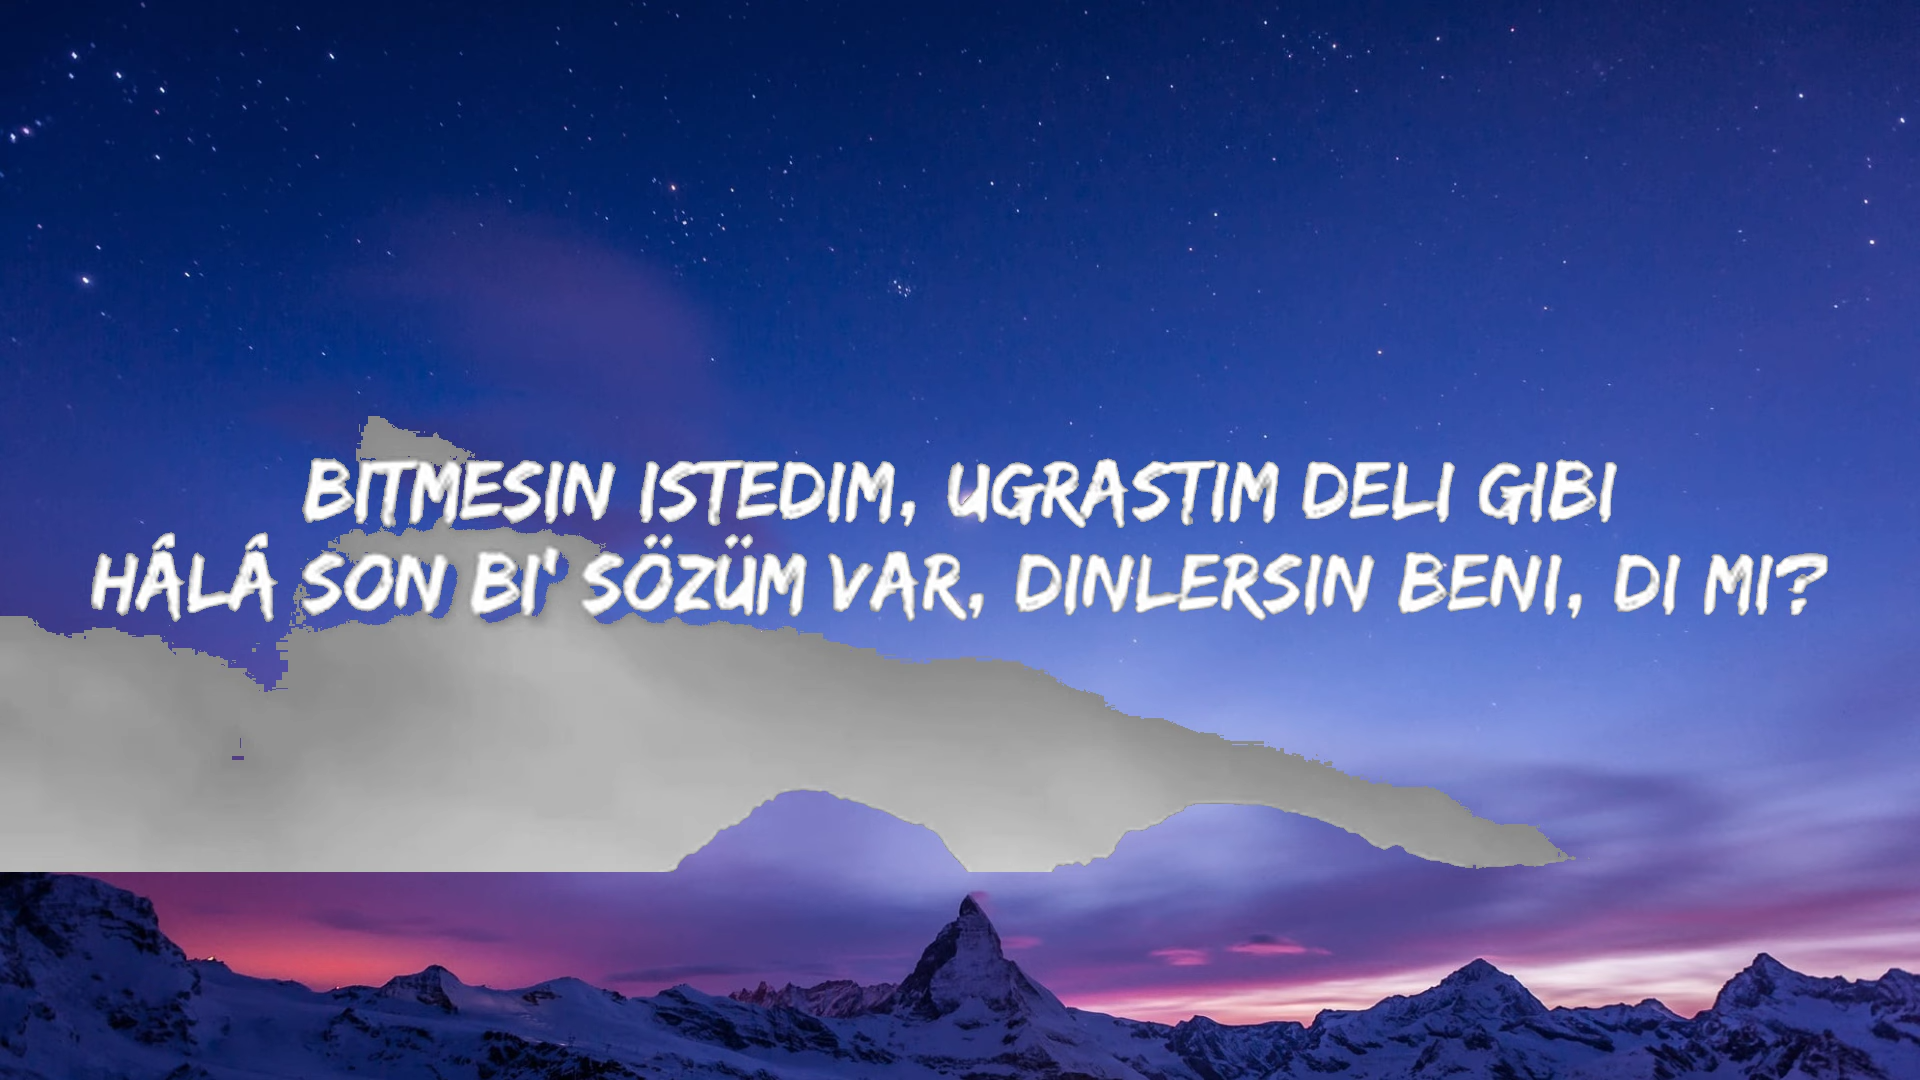 BITMESIN ISTEDIM, UGRASTIM DELI GIBI
HÂLÂ SON BI' SÖZÜM VAR, DINLERSIN BENI, DI MI?